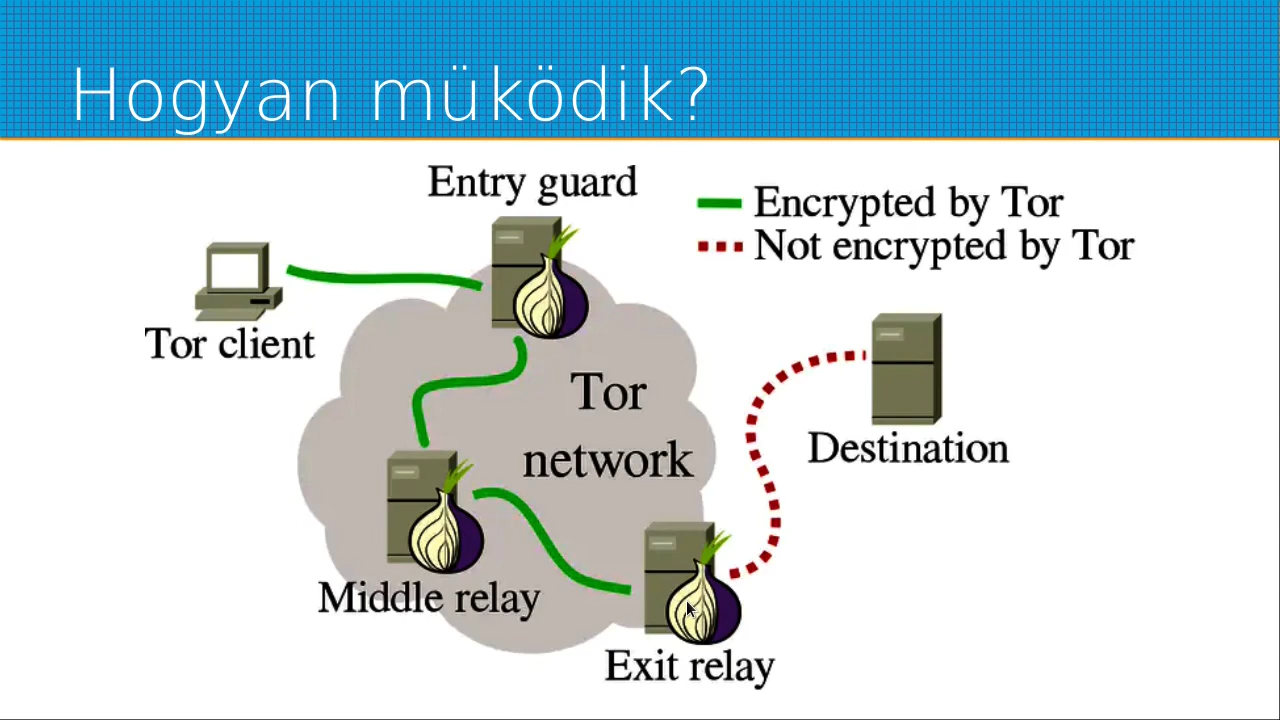 Hogyan müködik?
Entry guard
Encrypted by Tor
Not encrypted by Tor
Tor client
Tor
network
Destination
Middle relay
Exit relay